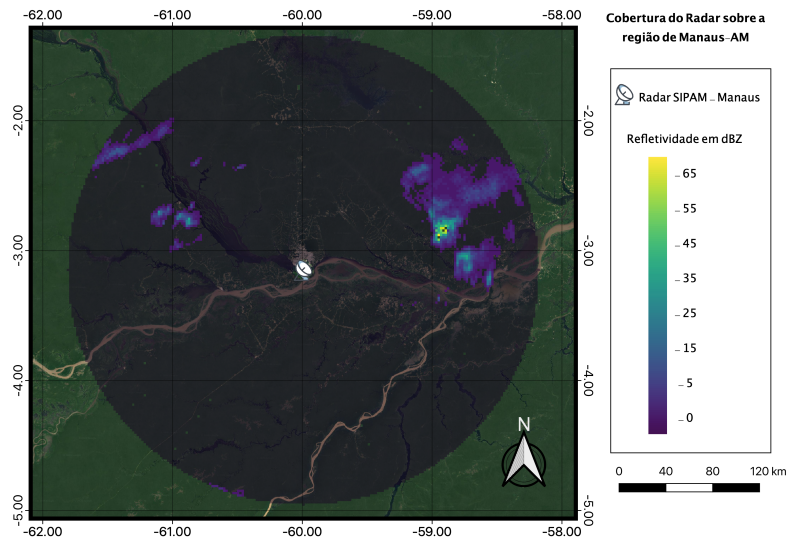 -62.00 -61.00 -60.00 -59.00 -58.00
Cobertura do Radar sobre a
região de Manaus-AM
-2.00 -2.00
-3.00 -3.00
-4.00 -4.00
-5.00 -5.00
N
-62.00 -61.00 -60.00 -59.00 -58.00
Radar SIPAM - Manaus
Refletividade em dBZ
- 65
- 55
- 45
- 35
- 25
- 15
- 5
- 0
0 40 80 120 km